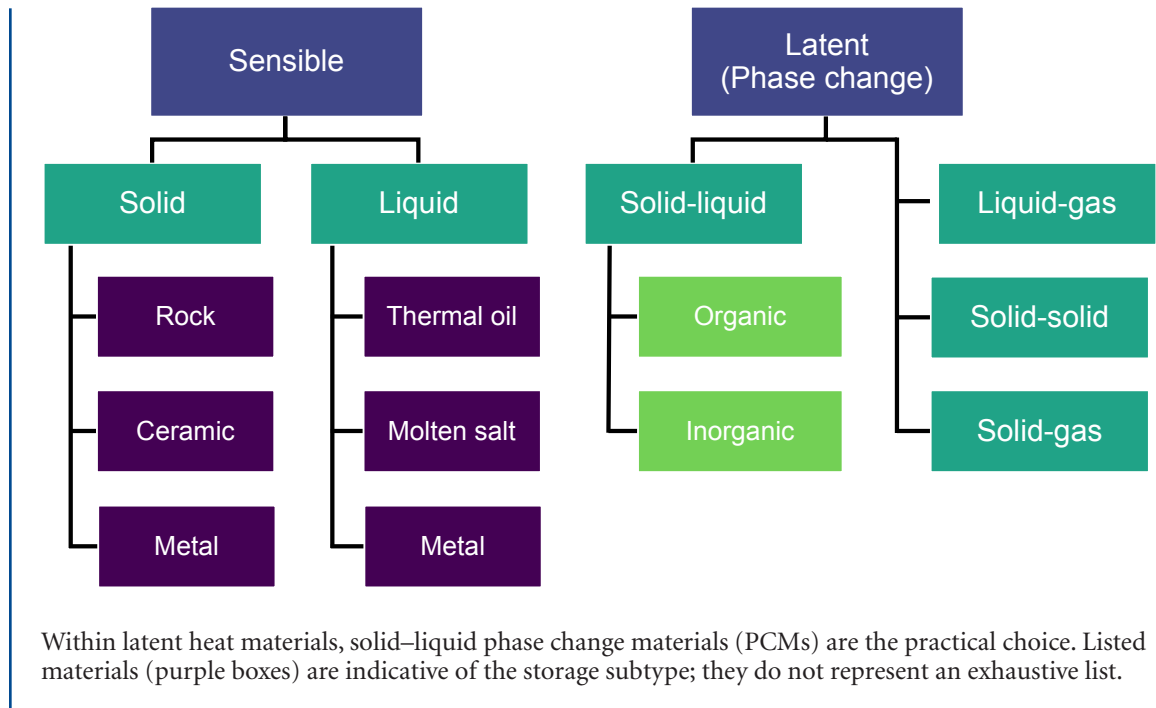 Sensible
Solid
Rock
Ceramic
Metal
Liquid
Thermal oil
Molten salt
Metal
Latent
(Phase change)
Solid-liquid
Organic
Inorganic
Liquid-gas
Solid-solid
Solid-gas
Within latent heat materials, solid–liquid phase change materials (PCMs) are the practical choice. Listed
materials (purple boxes) are indicative of the storage subtype; they do not represent an exhaustive list.